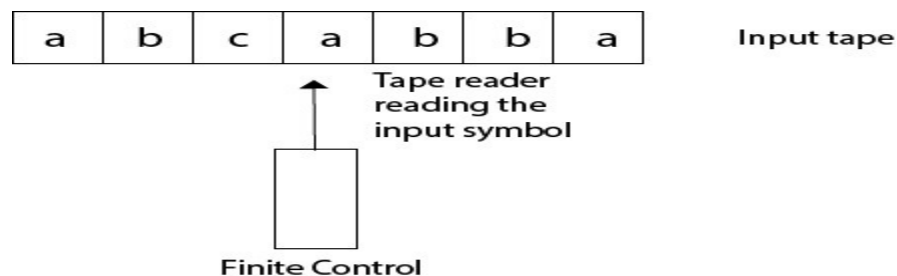 a b c a b b a Input tape
Tape reader
reading the
input symbol
Finite Control